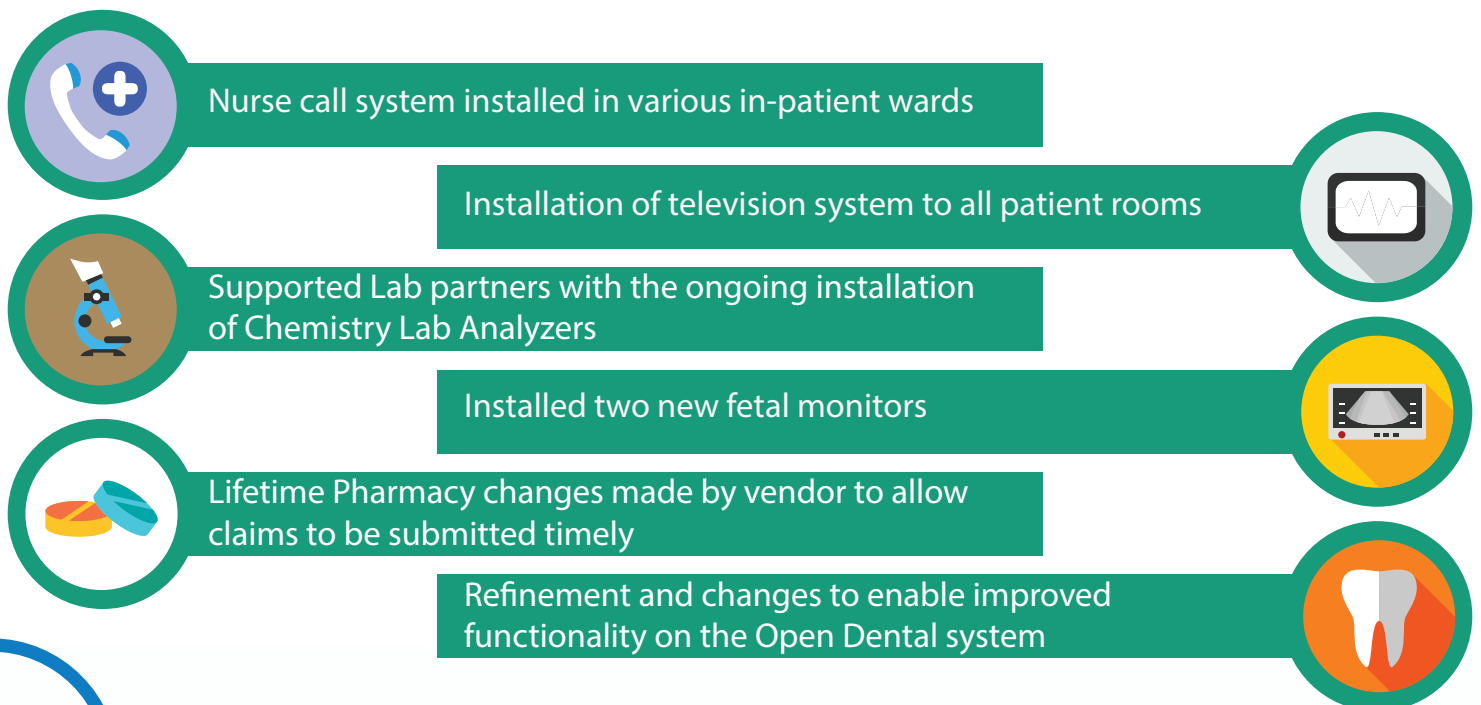 Nurse call system installed in various in-patient wards
Installation of television system to all patient rooms
Supported Lab partners with the ongoing installation
of Chemistry Lab Analyzers
Installed two new fetal monitors
Lifetime Pharmacy changes made by vendor to allow
claims to be submitted timely
Refinement and changes to enable improved
functionality on the Open Dental system